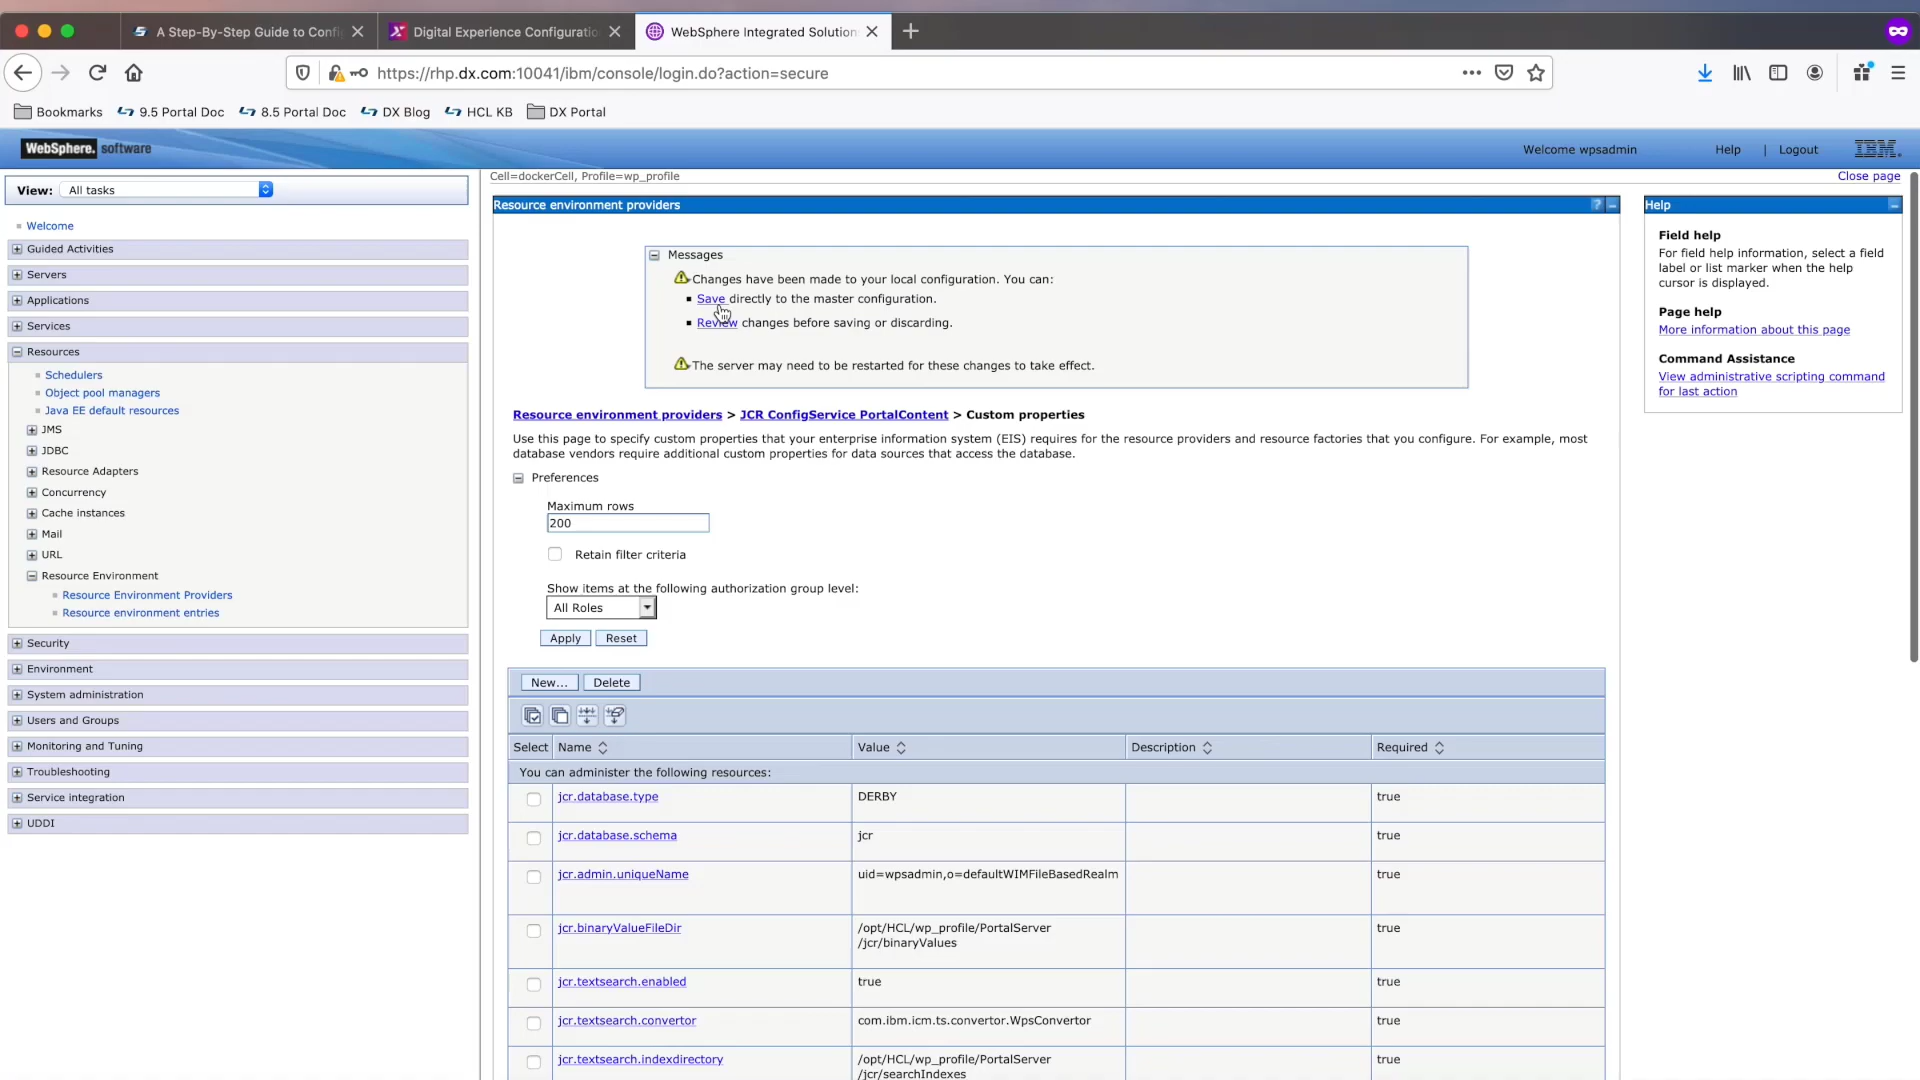 A Step-By-Step Guide to Confi
Digital Experience Configuratio
WebSphere Integrated Solution
https://rhp.dx.com:10041/ibm/console/login.do?action=secure
Bookmarks
9.5 Portal Doc
8.5 Portal Doc
DX Blog
HCL KB
DX Portal
WebSphere. software
Welcome wpsadmin
Help
|
Logout
IBM.
View:
All tasks
Cell=dockerCell, Profile=wp_profile
Close page
Welcome
Guided Activities
Servers
Applications
Services
Resources
Schedulers
Object pool managers
Java EE default resources
JMS
JDBC
Resource Adapters
Concurrency
Cache instances
Mail
URL
Resource Environment
Resource Environment Providers
Resource environment entries
Security
Environment
System administration
Users and Groups
Monitoring and Tuning
Troubleshooting
Service integration
UDDI
Resource environment providers
?
Messages
Changes have been made to your local configuration. You can:
Save directly to the master configuration.
Review changes before saving or discarding.
The server may need to be restarted for these changes to take effect.
Resource environment providers > JCR ConfigService PortalContent > Custom properties
Use this page to specify custom properties that your enterprise information system (EIS) requires for the resource providers and resource factories that you configure. For example, most
database vendors require additional custom properties for data sources that access the database.
Preferences
Maximum rows
200
Retain filter criteria
Show items at the following authorization group level:
All Roles
Apply
Reset
New...
Delete
Select
Name
Value
Description
Required
You can administer the following resources:
jcr.database.type
DERBY
true
jcr.database.schema
jcr
true
jcr.admin.uniqueName
uid=wpsadmin,o=defaultWIMFileBasedRealm
true
jcr.binaryValueFileDir
/opt/HCL/wp_profile/PortalServer
/jcr/binaryValues
true
jcr.textsearch.enabled
true
true
jcr.textsearch.convertor
com.ibm.icm.ts.convertor.WpsConvertor
true
jcr.textsearch.indexdirectory
/opt/HCL/wp_profile/PortalServer
/jcr/searchIndexes
true
Help
Field help
For field help information, select a field
label or list marker when the help
cursor is displayed.
Page help
More information about this page
Command Assistance
View administrative scripting command
for last action